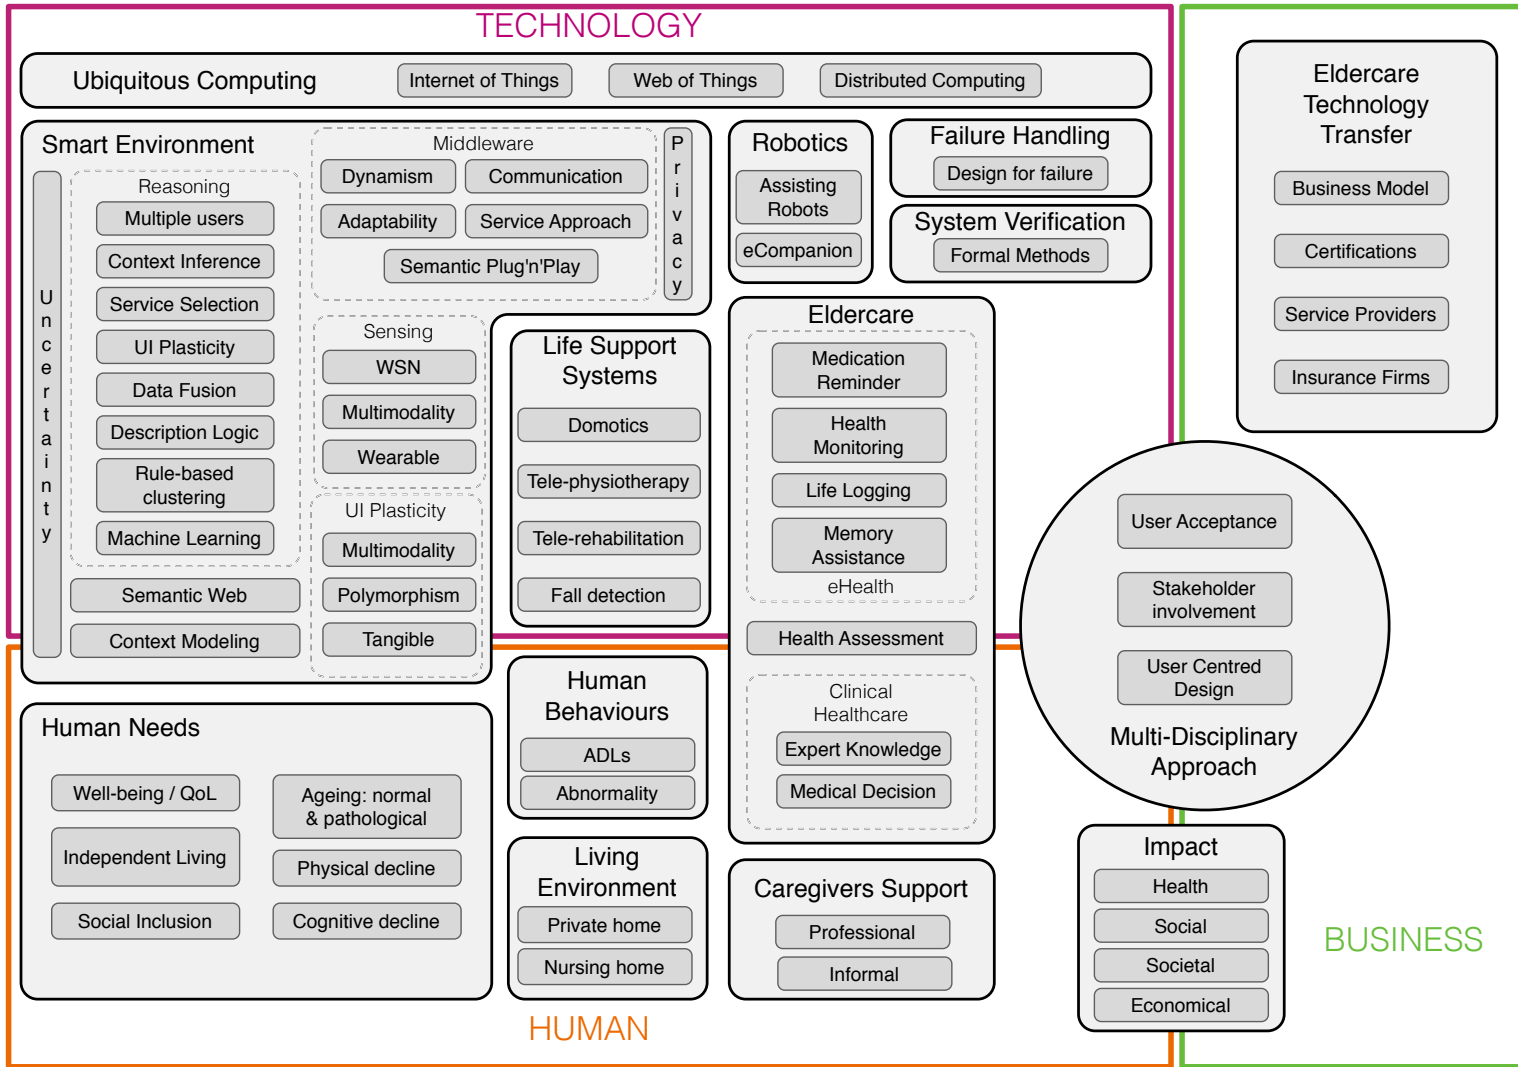 TECHNOLOGY
Ubiquitous Computing
Internet of Things
Web of Things
Distributed Computing
Smart Environment
Uncertainty
Reasoning
Multiple users
Context Inference
Service Selection
UI Plasticity
Data Fusion
Description Logic
Rule-based
clustering
Machine Learning
Semantic Web
Context Modeling
Middleware
Dynamism
Communication
Adaptability
Service Approach
Semantic Plug'n'Play
Privacy
Sensing
WSN
Multimodality
Wearable
UI Plasticity
Multimodality
Polymorphism
Tangible
Robotics
Assisting
Robots
eCompanion
Failure Handling
Design for failure
System Verification
Formal Methods
Life Support
Systems
Domotics
Tele-physiotherapy
Tele-rehabilitation
Fall detection
Eldercare
Medication
Reminder
Health
Monitoring
Life Logging
Memory
Assistance
eHealth
Health Assessment
Clinical
Healthcare
Expert Knowledge
Medical Decision
Eldercare
Technology
Transfer
Business Model
Certifications
Service Providers
Insurance Firms
User Acceptance
Stakeholder
involvement
User Centred
Design
Multi-Disciplinary
Approach
Human Needs
Well-being / QoL
Independent Living
Social Inclusion
Ageing: normal
& pathological
Physical decline
Cognitive decline
Human
Behaviours
ADLs
Abnormality
Living
Environment
Private home
Nursing home
Caregivers Support
Professional
Informal
Impact
Health
Social
Societal
Economical
BUSINESS
HUMAN